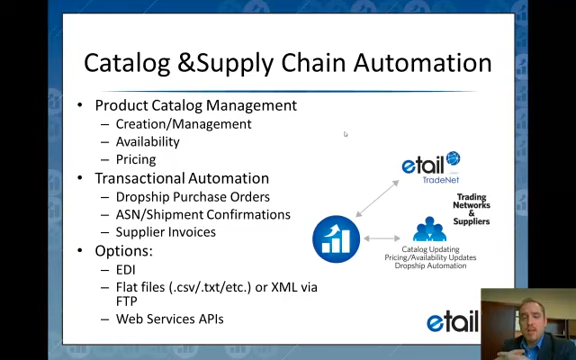 Catalog &Supply Chain Automation
• Product Catalog Management
– Creation/Management
– Availability
– Pricing
• Transactional Automation
– Dropship Purchase Orders
– ASN/Shipment Confirmations
– Supplier Invoices
• Options:
– EDI
– Flat files (.csv/.txt/etc.) or XML via
FTP
– Web Services APIs
etail
TradeNet
Trading
Networks
& Suppliers
Catalog Updating
Pricing/Availability Updates
Dropship Automation
etail